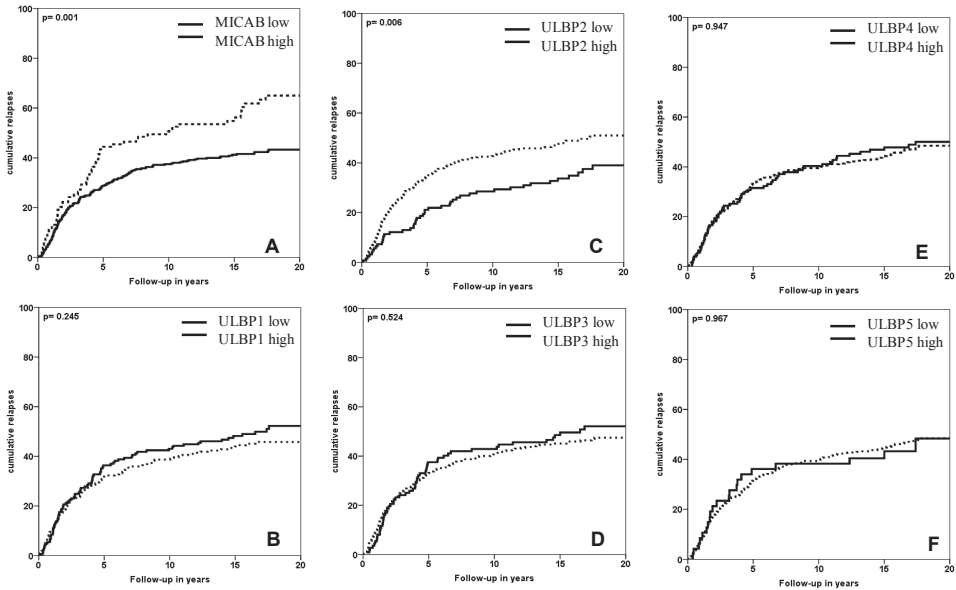 p= 0.001
MICAB low
MICAB high
100
80
60
40
20
0
cumulative relapses
A
0 5 10 15 20
Follow-up in years
p= 0.245
ULBP1 low
ULBP1 high
100
80
60
40
20
0
cumulative relapses
B
0 5 10 15 20
Follow-up in years
p= 0.006
ULBP2 low
ULBP2 high
100
80
60
40
20
0
cumulative relapses
C
0 5 10 15 20
Follow-up in years
p= 0.524
ULBP3 low
ULBP3 high
100
80
60
40
20
0
cumulative relapses
D
0 5 10 15 20
Follow-up in years
p= 0.947
ULBP4 low
ULBP4 high
100
80
60
40
20
0
cumulative relapses
E
0 5 10 15 20
Follow-up in years
p= 0.967
ULBP5 low
ULBP5 high
100
80
60
40
20
0
cumulative relapses
F
0 5 10 15 20
Follow-up in years